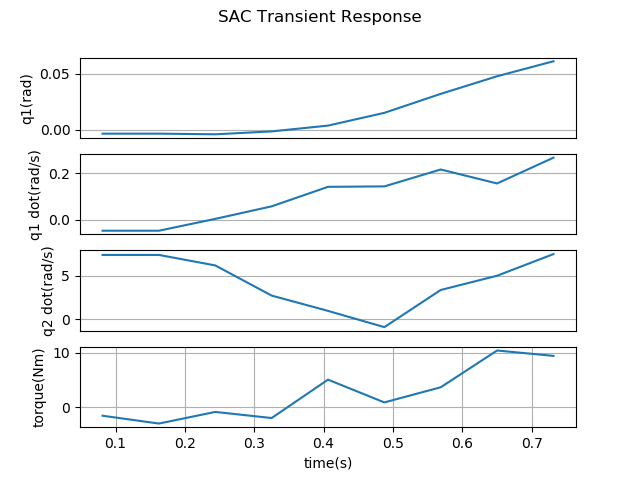 SAC Transient Response
q1(rad)
0.05
0.00
q1 dot(rad/s)
0.2
0.0
q2 dot(rad/s)
5
0
torque(Nm)
10
0
0.1 0.2 0.3 0.4 0.5 0.6 0.7
time(s)